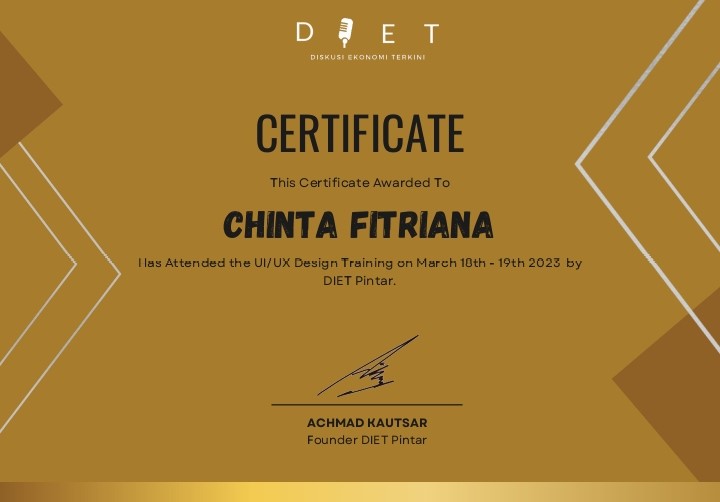 D ET
DISKUSI EKONOMI TERKINI
CERTIFICATE
This Certificate Awarded To
CHINTA FITRIANA
Has Attended the UI/UX Design Training on March 18th - 19th 2023 by
DIET Pintar.
ACHMAD KAUTSAR
Founder DIET Pintar